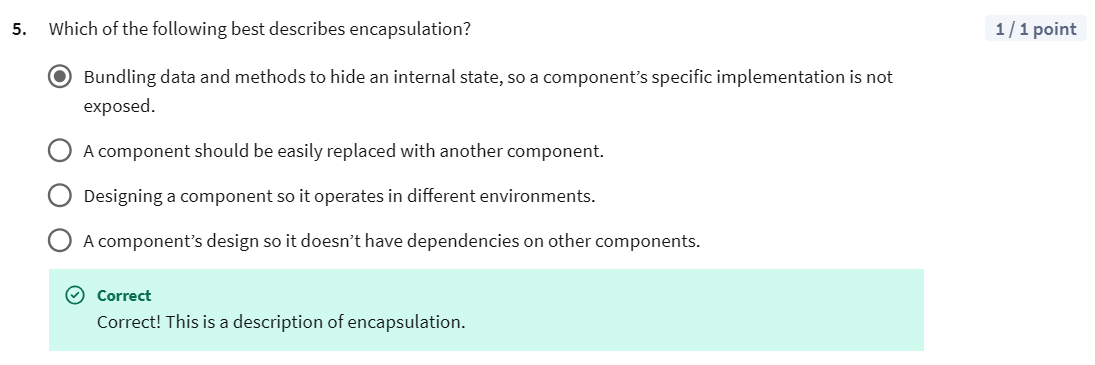 5. Which of the following best describes encapsulation? 1 / 1 point
Bundling data and methods to hide an internal state, so a component’s specific implementation is not
exposed.
A component should be easily replaced with another component.
Designing a component so it operates in different environments.
A component’s design so it doesn’t have dependencies on other components.
Correct
Correct! This is a description of encapsulation.